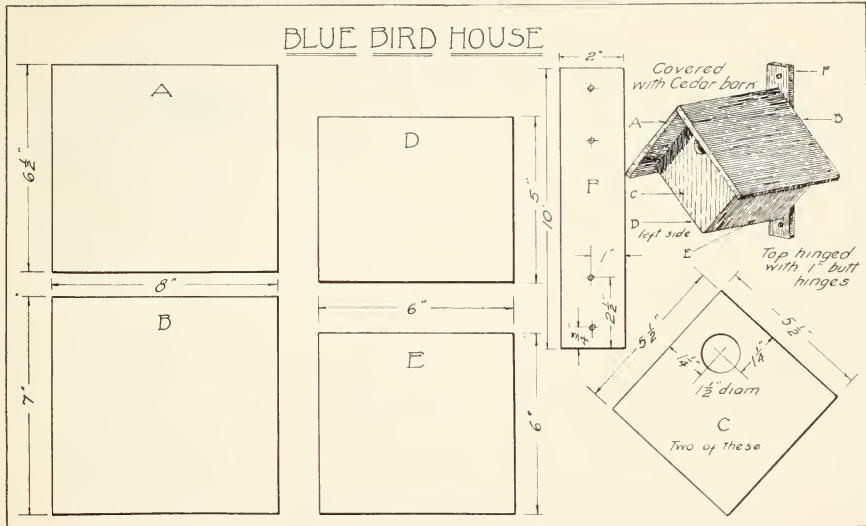 BLUE BIRD HOUSE
A
6½"
8"
B
7"
D
5"
6"
E
6"
2"
F
10"
1"
2½"
¾"
Covered
with Cedar bark
F
A
B
C
D
left side
E
Top hinged
with 1" butt
hinges
5½"
5½"
1¼"
1¼"
1½" diam
C
Two of these